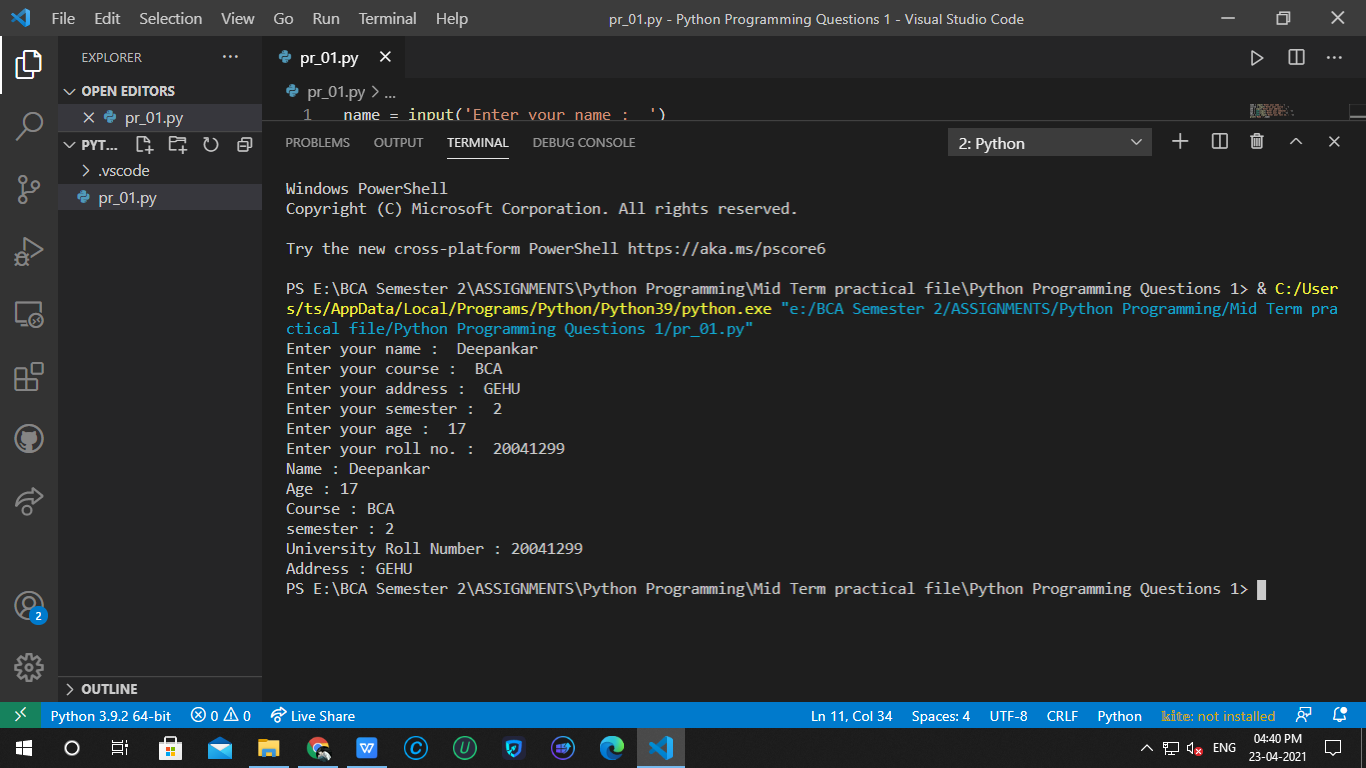 File Edit Selection View Go Run Terminal Help pr_01.py - Python Programming Questions 1 - Visual Studio Code
EXPLORER
OPEN EDITORS
pr_01.py
PYT...
.vscode
pr_01.py
OUTLINE
pr_01.py
pr_01.py > ...
1 name = input('Enter your name :  ')
PROBLEMS OUTPUT TERMINAL DEBUG CONSOLE 2: Python
Windows PowerShell
Copyright (C) Microsoft Corporation. All rights reserved.
Try the new cross-platform PowerShell https://aka.ms/pscore6
PS E:\BCA Semester 2\ASSIGNMENTS\Python Programming\Mid Term practical file\Python Programming Questions 1> & C:/User
s/ts/AppData/Local/Programs/Python/Python39/python.exe "e:/BCA Semester 2/ASSIGNMENTS/Python Programming/Mid Term pra
ctical file/Python Programming Questions 1/pr_01.py"
Enter your name :  Deepankar
Enter your course :  BCA
Enter your address :  GEHU
Enter your semester :  2
Enter your age :  17
Enter your roll no. :  20041299
Name : Deepankar
Age : 17
Course : BCA
semester : 2
University Roll Number : 20041299
Address : GEHU
PS E:\BCA Semester 2\ASSIGNMENTS\Python Programming\Mid Term practical file\Python Programming Questions 1>
2
Python 3.9.2 64-bit 0 0 Live Share Ln 11, Col 34 Spaces: 4 UTF-8 CRLF Python kite: not installed
W C U ENG 04:40 PM
23-04-2021